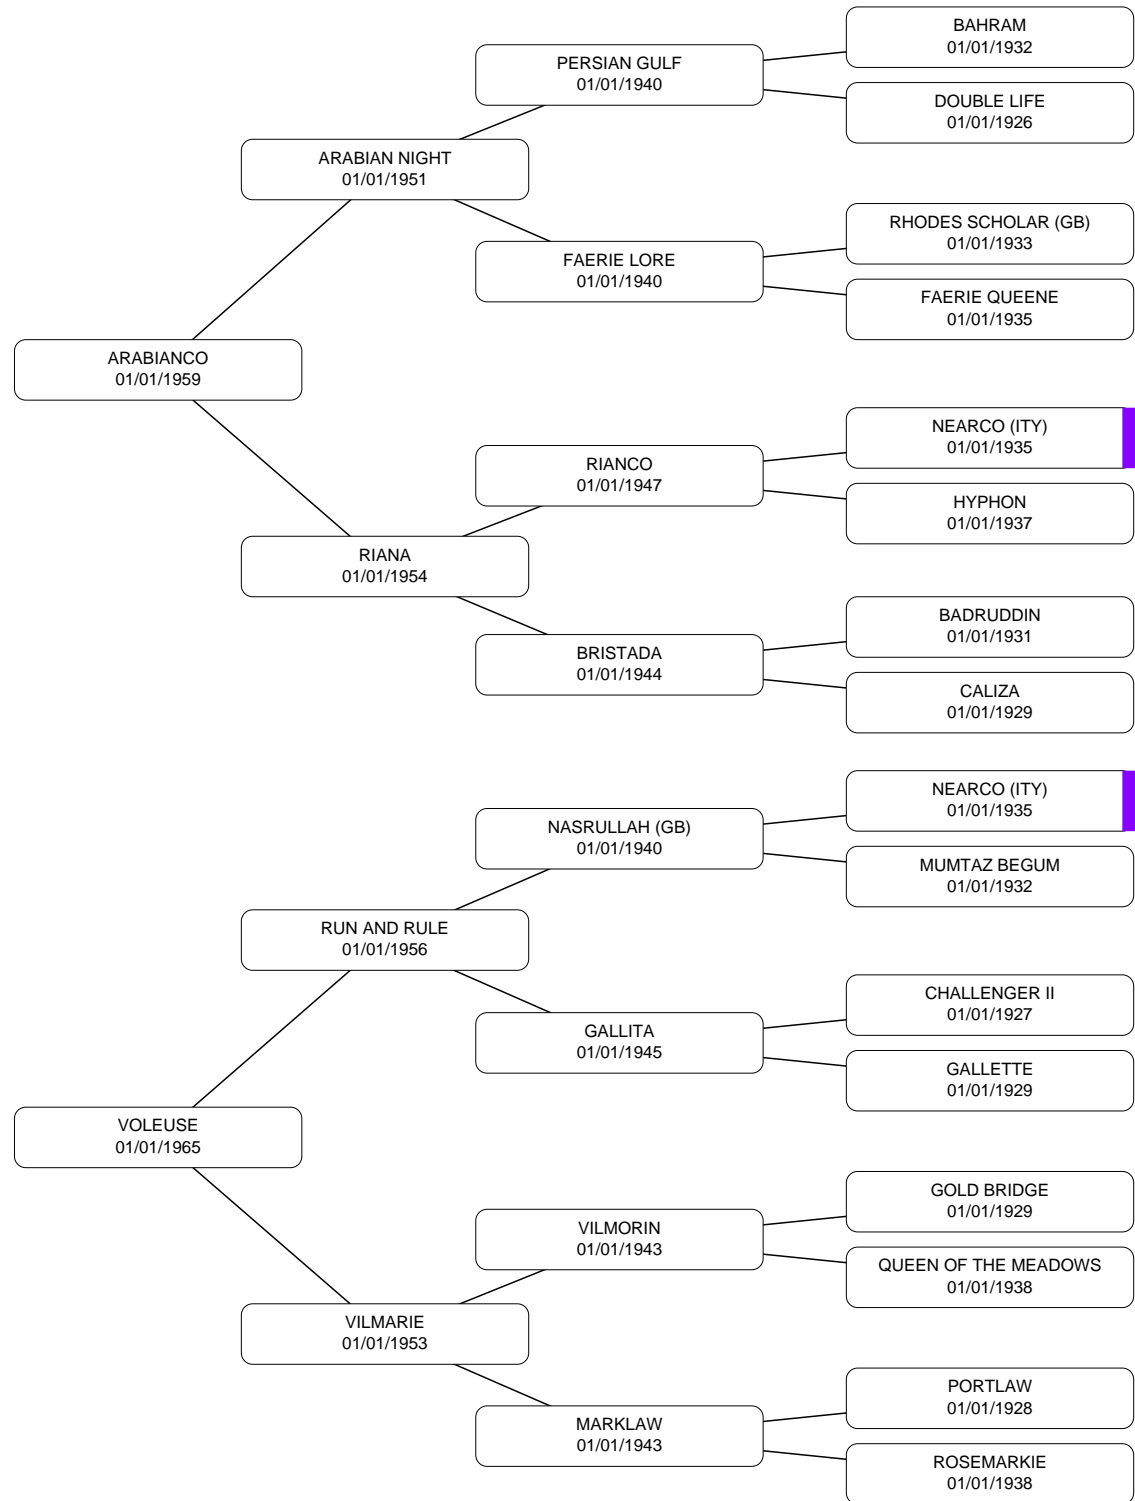 BAHRAM
01/01/1932
PERSIAN GULF
01/01/1940
DOUBLE LIFE
01/01/1926
ARABIAN NIGHT
01/01/1951
RHODES SCHOLAR (GB)
01/01/1933
FAERIE LORE
01/01/1940
FAERIE QUEENE
01/01/1935
ARABIANCO
01/01/1959
NEARCO (ITY)
01/01/1935
RIANCO
01/01/1947
HYPHON
01/01/1937
RIANA
01/01/1954
BADRUDDIN
01/01/1931
BRISTADA
01/01/1944
CALIZA
01/01/1929
NEARCO (ITY)
01/01/1935
NASRULLAH (GB)
01/01/1940
MUMTAZ BEGUM
01/01/1932
RUN AND RULE
01/01/1956
CHALLENGER II
01/01/1927
GALLITA
01/01/1945
GALLETTE
01/01/1929
VOLEUSE
01/01/1965
GOLD BRIDGE
01/01/1929
VILMORIN
01/01/1943
QUEEN OF THE MEADOWS
01/01/1938
VILMARIE
01/01/1953
PORTLAW
01/01/1928
MARKLAW
01/01/1943
ROSEMARKIE
01/01/1938